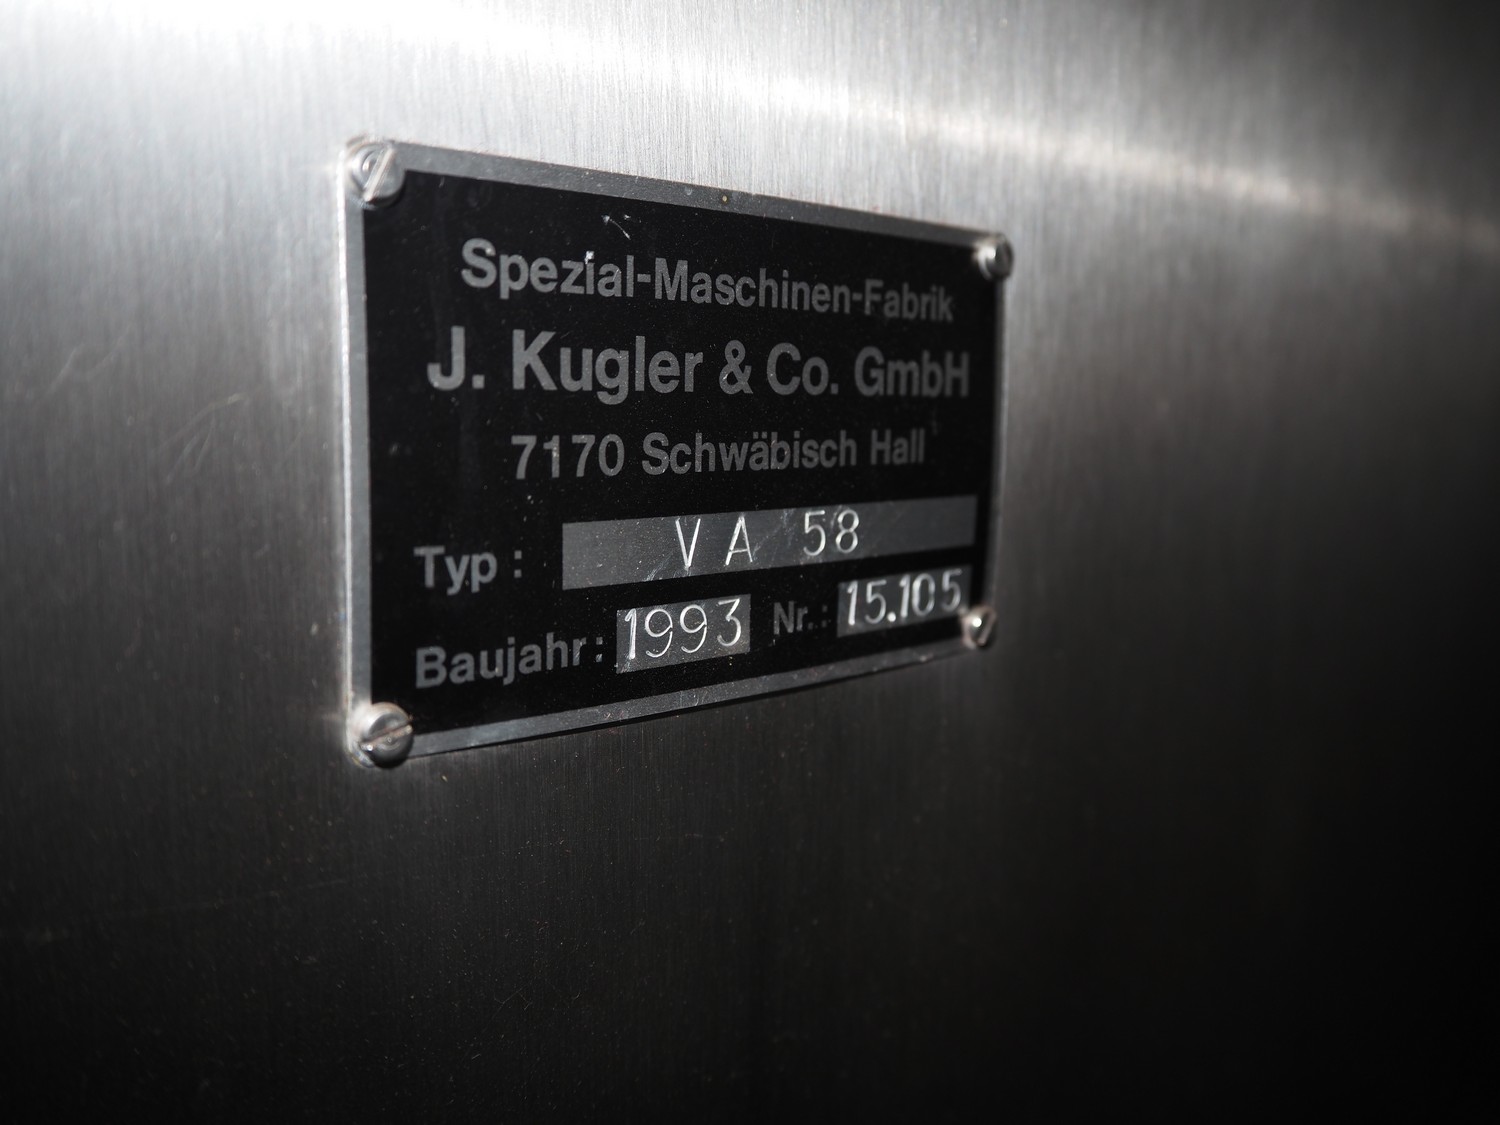 Spezial-Maschinen-Fabrik
J. Kugler & Co. GmbH
7170 Schwäbisch Hall
Typ: VA 58
Baujahr: 1993 Nr.: 15.105